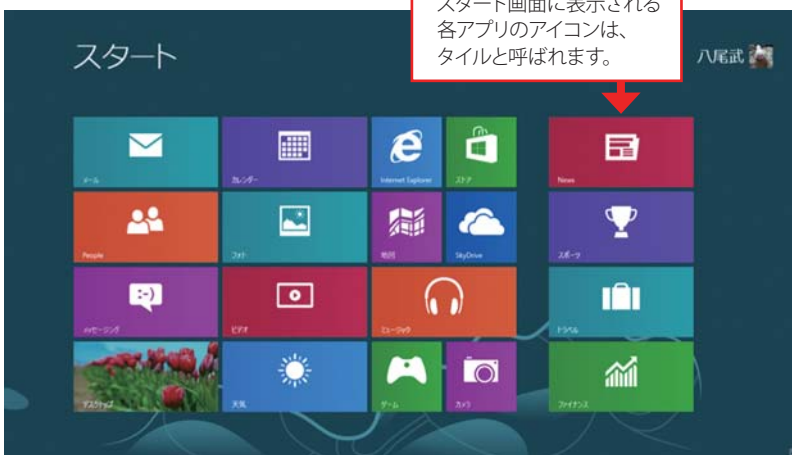 スタート画面に表示される
各アプリのアイコンは、
タイルと呼ばれます。
スタート
八尾武
メール
カレンダー
Internet Explorer
ストア
News
People
フォト
地図
SkyDrive
スポーツ
メッセージング
ビデオ
ミュージック
トラベル
デスクトップ
天気
ゲーム
カメラ
ファイナンス